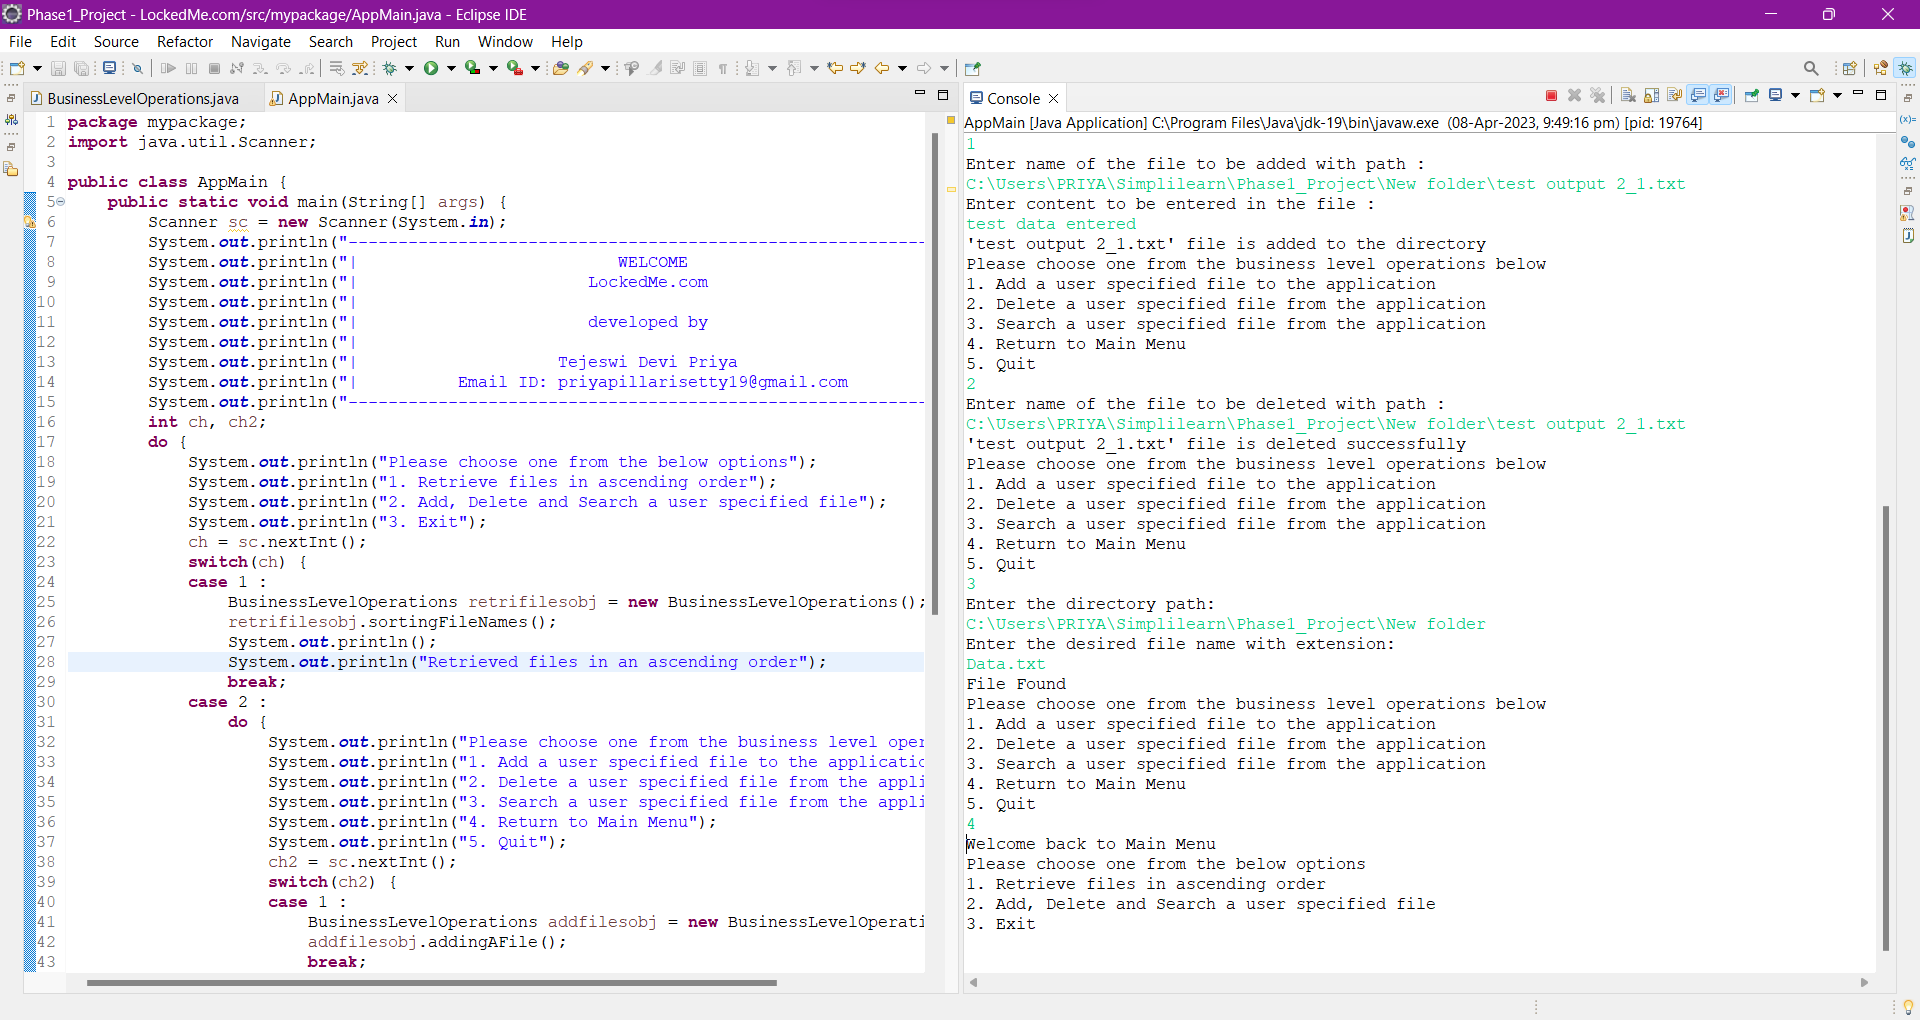 Phase1_Project - LockedMe.com/src/mypackage/AppMain.java - Eclipse IDE
File Edit Source Refactor Navigate Search Project Run Window Help
BusinessLevelOperations.java
AppMain.java
1 package mypackage;
2 import java.util.Scanner;
3
4 public class AppMain {
5 public static void main(String[] args) {
6 Scanner sc = new Scanner(System.in);
7 System.out.println("----------------------------------------------------------
8 System.out.println("| WELCOME
9 System.out.println("| LockedMe.com
10 System.out.println("|
11 System.out.println("| developed by
12 System.out.println("|
13 System.out.println("| Tejeswi Devi Priya
14 System.out.println("| Email ID: priyapillarisetty19@gmail.com
15 System.out.println("----------------------------------------------------------
16 int ch, ch2;
17 do {
18 System.out.println("Please choose one from the below options");
19 System.out.println("1. Retrieve files in ascending order");
20 System.out.println("2. Add, Delete and Search a user specified file");
21 System.out.println("3. Exit");
22 ch = sc.nextInt();
23 switch(ch) {
24 case 1 :
25 BusinessLevelOperations retrifilesobj = new BusinessLevelOperations();
26 retrifilesobj.sortingFileNames();
27 System.out.println();
28 System.out.println("Retrieved files in an ascending order");
29 break;
30 case 2 :
31 do {
32 System.out.println("Please choose one from the business level oper
33 System.out.println("1. Add a user specified file to the applicatic
34 System.out.println("2. Delete a user specified file from the appli
35 System.out.println("3. Search a user specified file from the appli
36 System.out.println("4. Return to Main Menu");
37 System.out.println("5. Quit");
38 ch2 = sc.nextInt();
39 switch(ch2) {
40 case 1 :
41 BusinessLevelOperations addfilesobj = new BusinessLevelOperati
42 addfilesobj.addingAFile();
43 break;
Console
AppMain [Java Application] C:\Program Files\Java\jdk-19\bin\javaw.exe (08-Apr-2023, 9:49:16 pm) [pid: 19764]
1
Enter name of the file to be added with path :
C:\Users\PRIYA\Simplilearn\Phase1_Project\New folder\test output 2_1.txt
Enter content to be entered in the file :
test data entered
'test output 2_1.txt' file is added to the directory
Please choose one from the business level operations below
1. Add a user specified file to the application
2. Delete a user specified file from the application
3. Search a user specified file from the application
4. Return to Main Menu
5. Quit
2
Enter name of the file to be deleted with path :
C:\Users\PRIYA\Simplilearn\Phase1_Project\New folder\test output 2_1.txt
'test output 2_1.txt' file is deleted successfully
Please choose one from the business level operations below
1. Add a user specified file to the application
2. Delete a user specified file from the application
3. Search a user specified file from the application
4. Return to Main Menu
5. Quit
3
Enter the directory path:
C:\Users\PRIYA\Simplilearn\Phase1_Project\New folder
Enter the desired file name with extension:
Data.txt
File Found
Please choose one from the business level operations below
1. Add a user specified file to the application
2. Delete a user specified file from the application
3. Search a user specified file from the application
4. Return to Main Menu
5. Quit
4
Welcome back to Main Menu
Please choose one from the below options
1. Retrieve files in ascending order
2. Add, Delete and Search a user specified file
3. Exit